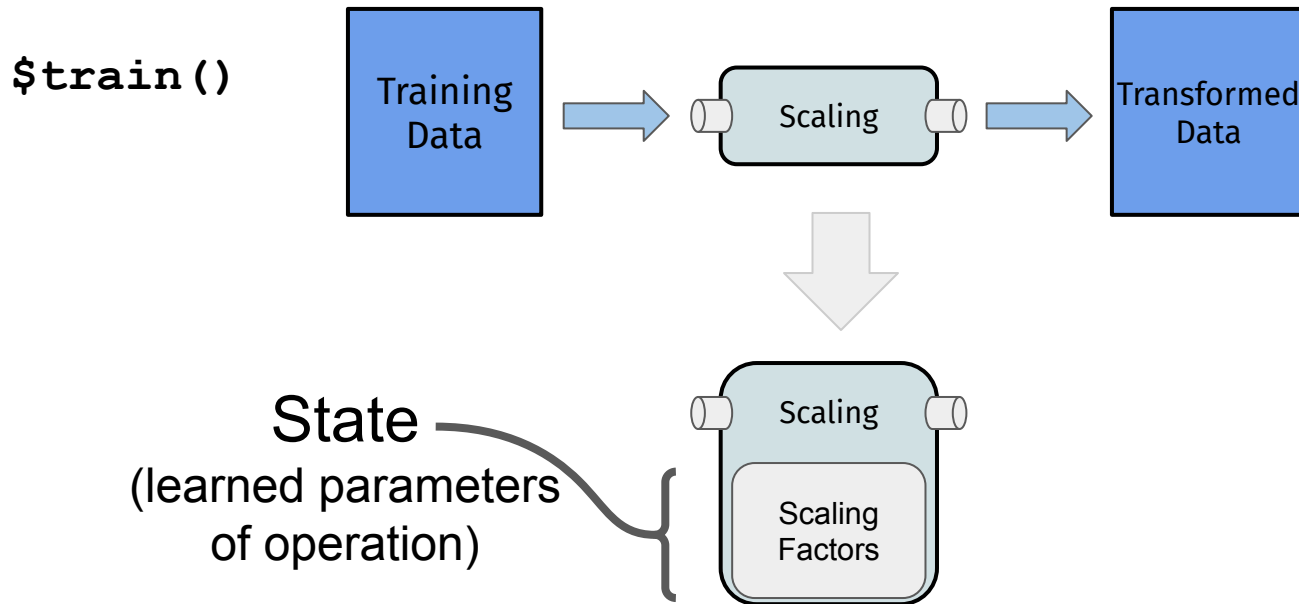 $train()
Training
Data
Scaling
Transformed
Data
Scaling
State
(learned parameters
of operation)
Scaling
Factors